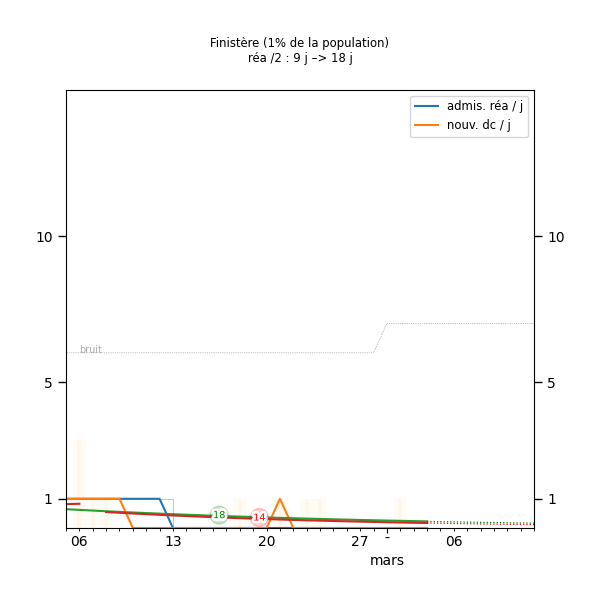 Finistère (1% de la population)
réa /2 : 9 j –> 18 j
admis. réa / j
nouv. dc / j
10
10
bruit
5
5
1
1
18
14
06
13
20
27
-
06
mars